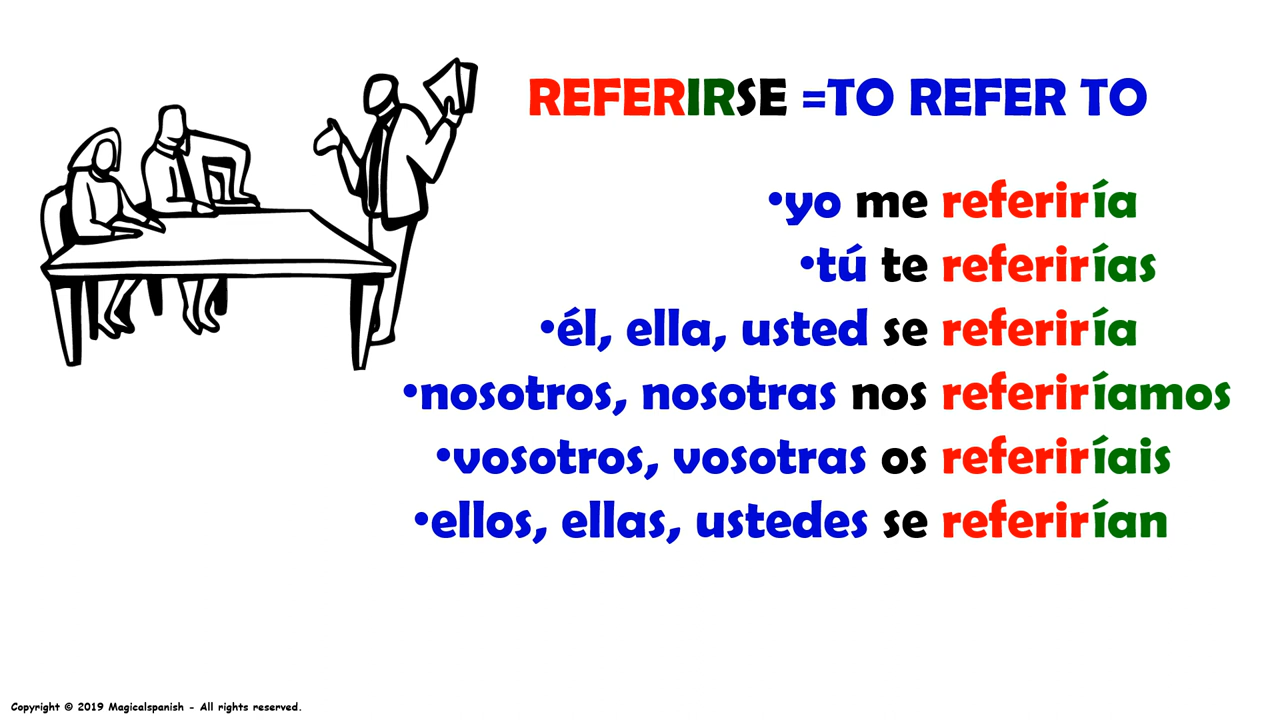 REFERIRSE =TO REFER TO
•yo me referiría
•tú te referirías
•él, ella, usted se referiría
•nosotros, nosotras nos referiríamos
•vosotros, vosotras os referiríais
•ellos, ellas, ustedes se referirían
Copyright © 2019 Magicalspanish - All rights reserved.